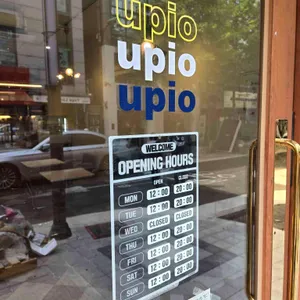 upio
upio
upio
WELCOME
OPENING HOURS
OPEN CLOSE
MON 12:00 20:00
TUE 12:00 20:00
WED CLOSED CLOSED
THU 12:00 20:00
FRI 12:00 20:00
SAT 12:00 20:00
SUN 12:00 20:00